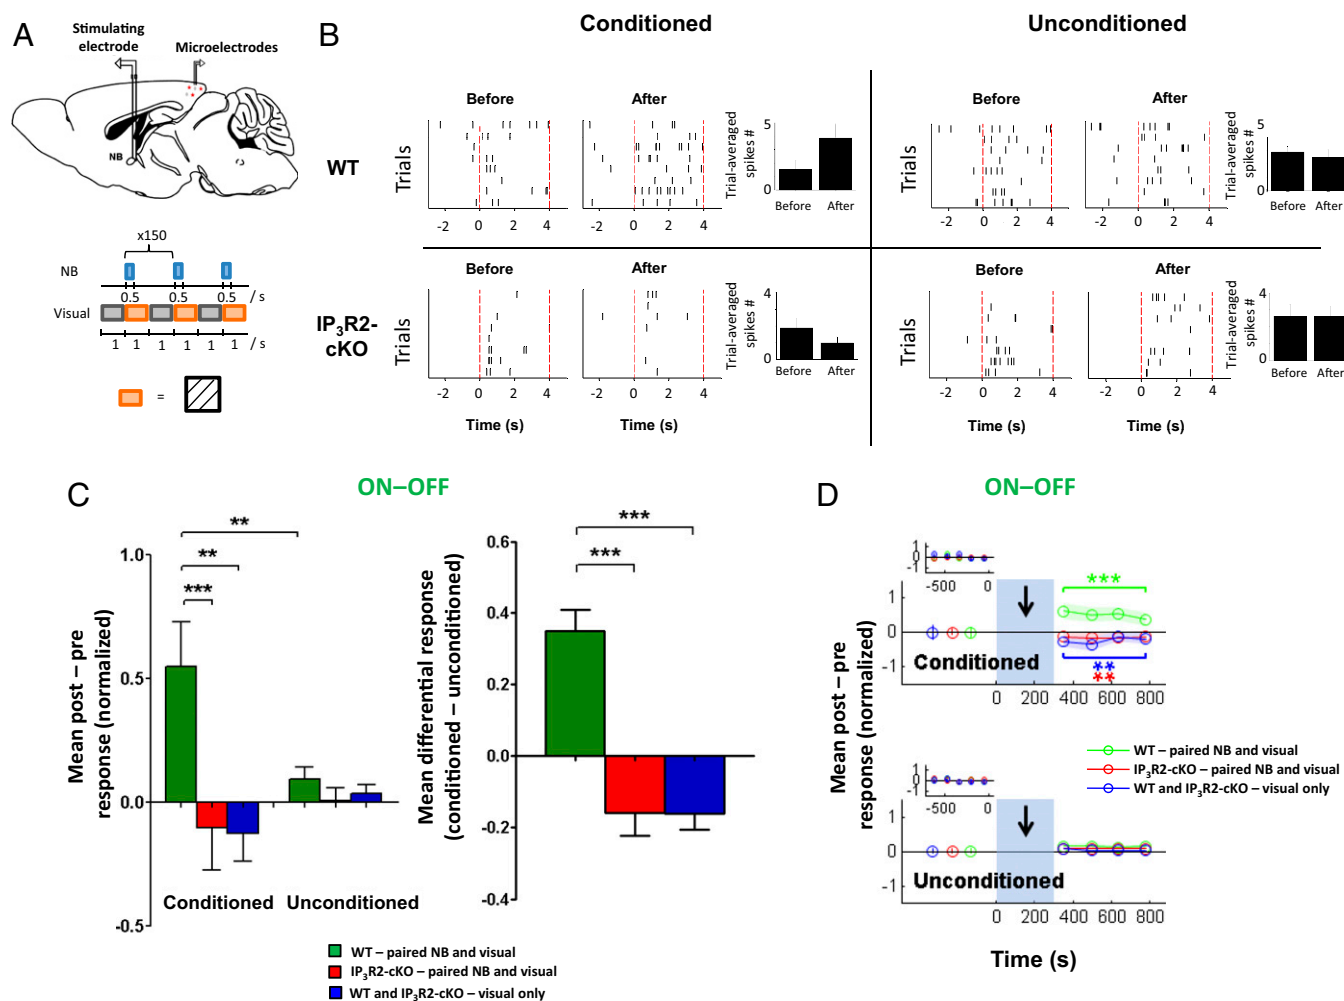 A
Stimulating
electrode
Microelectrodes
NB
x150
NB
0.5 0.5 0.5 / s
Visual
1 1 1 1 1 1 / s
=
B
Conditioned
Unconditioned
WT
Before
After
Before
After
Trials
-2 0 2 4
-2 0 2 4
Trial-averaged
spikes #
5
0
Before After
Trials
-2 0 2 4
-2 0 2 4
Trial-averaged
spikes #
5
0
Before After
IP3R2-
cKO
Before
After
Before
After
Trials
-2 0 2 4
-2 0 2 4
Time (s)
Time (s)
Trial-averaged
spikes #
4
0
Before After
Trials
-2 0 2 4
-2 0 2 4
Time (s)
Time (s)
Trial-averaged
spikes #
4
0
Before After
C
ON–OFF
Mean post – pre
response (normalized)
1.0
0.5
0.0
-0.5
**
**
***
Conditioned
Unconditioned
Mean differential response
(conditioned – unconditioned)
0.6
0.4
0.2
0.0
-0.2
-0.4
***
***
WT – paired NB and visual
IP3R2-cKO – paired NB and visual
WT and IP3R2-cKO – visual only
D
ON–OFF
Mean post – pre
response (normalized)
1
0
-1
-500 0
1
0
-1
***
**
**
Conditioned
0 200 400 600 800
WT – paired NB and visual
IP3R2-cKO – paired NB and visual
WT and IP3R2-cKO – visual only
1
0
-1
-500 0
1
0
-1
Unconditioned
0 200 400 600 800
Time (s)